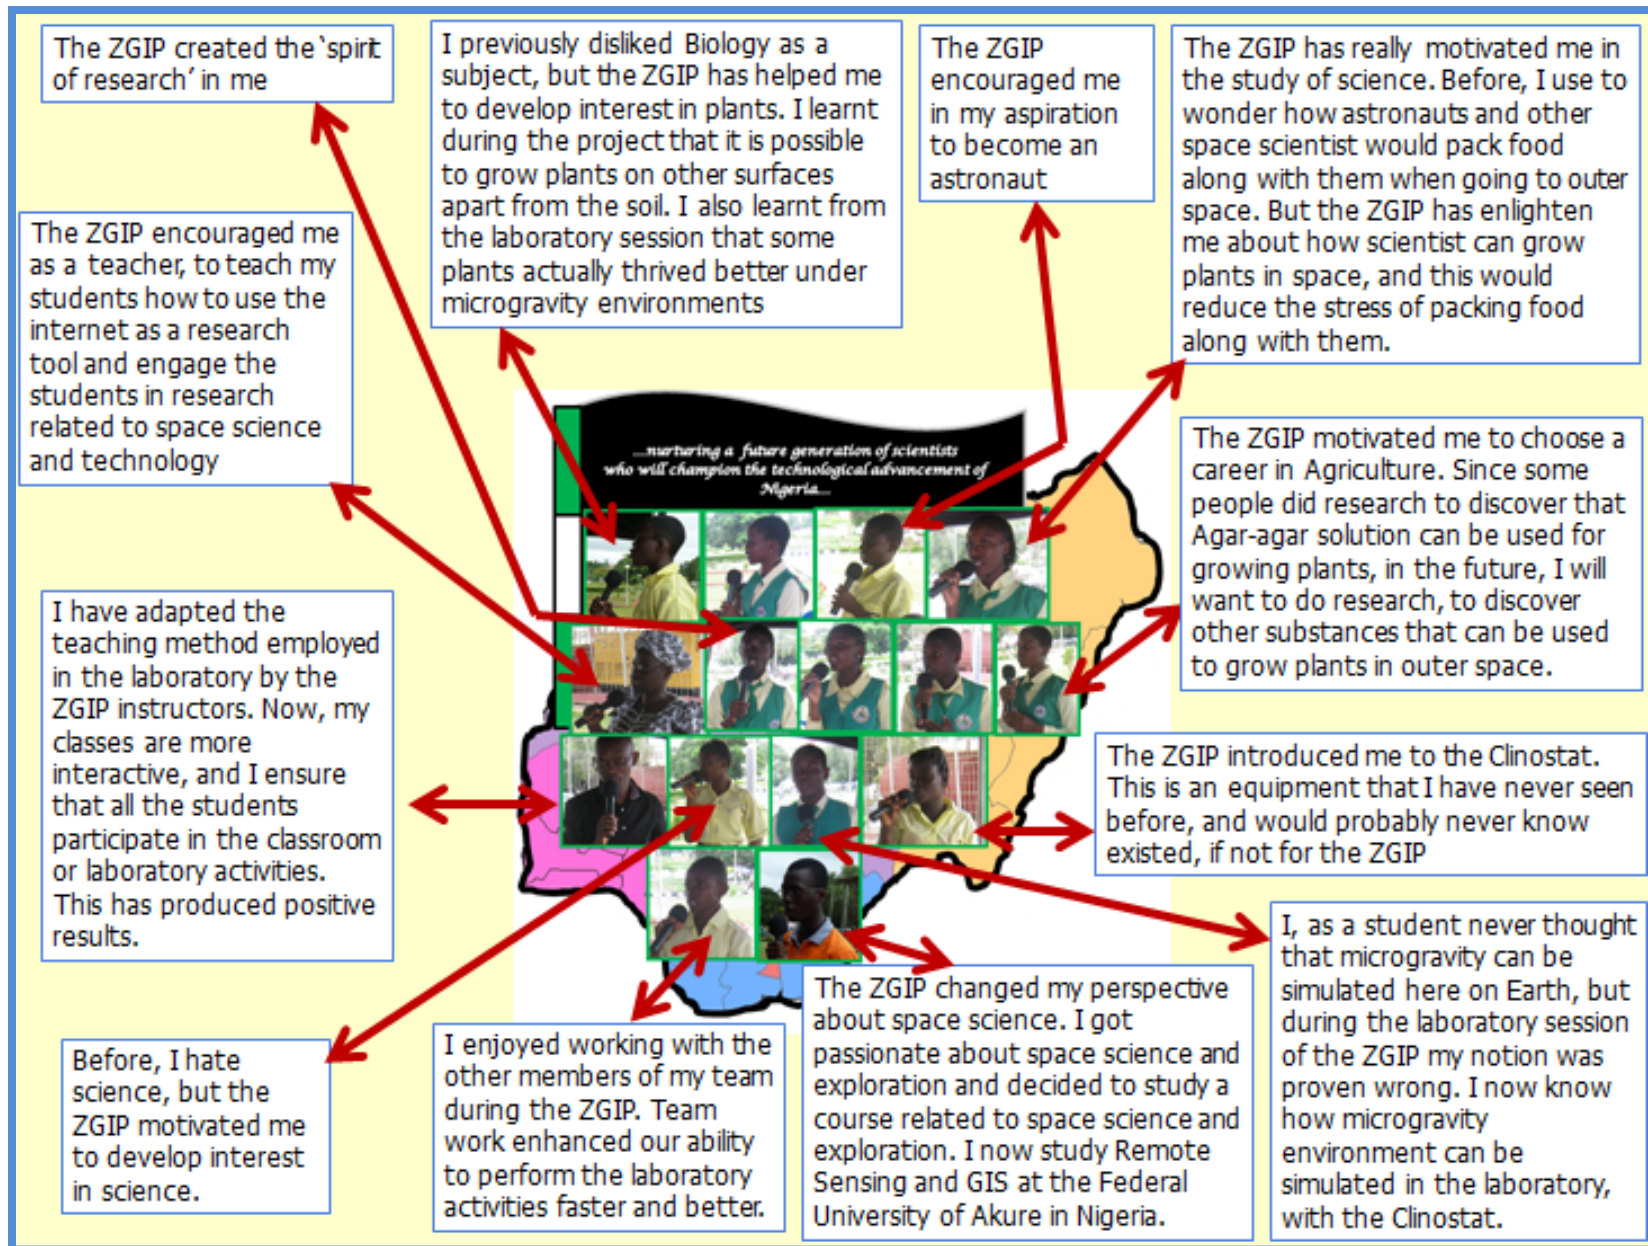 The ZGIP created the ‘spirit
of research’ in me
I previously disliked Biology as a
subject, but the ZGIP has helped me
to develop interest in plants. I learnt
during the project that it is possible
to grow plants on other surfaces
apart from the soil. I also learnt from
the laboratory session that some
plants actually thrived better under
microgravity environments
The ZGIP
encouraged me
in my aspiration
to become an
astronaut
The ZGIP has really motivated me in
the study of science. Before, I use to
wonder how astronauts and other
space scientist would pack food
along with them when going to outer
space. But the ZGIP has enlighten
me about how scientist can grow
plants in space, and this would
reduce the stress of packing food
along with them.
The ZGIP encouraged me
as a teacher, to teach my
students how to use the
internet as a research
tool and engage the
students in research
related to space science
and technology
....nurturing a future generation of scientists
who will champion the technological advancement of
Nigeria...
The ZGIP motivated me to choose a
career in Agriculture. Since some
people did research to discover that
Agar-agar solution can be used for
growing plants, in the future, I will
want to do research, to discover
other substances that can be used
to grow plants in outer space.
I have adapted the
teaching method employed
in the laboratory by the
ZGIP instructors. Now, my
classes are more
interactive, and I ensure
that all the students
participate in the classroom
or laboratory activities.
This has produced positive
results.
The ZGIP introduced me to the Clinostat.
This is an equipment that I have never seen
before, and would probably never know
existed, if not for the ZGIP
I, as a student never thought
that microgravity can be
simulated here on Earth, but
during the laboratory session
of the ZGIP my notion was
proven wrong. I now know
how microgravity
environment can be
simulated in the laboratory,
with the Clinostat.
Before, I hate
science, but the
ZGIP motivated me
to develop interest
in science.
I enjoyed working with the
other members of my team
during the ZGIP. Team
work enhanced our ability
to perform the laboratory
activities faster and better.
The ZGIP changed my perspective
about space science. I got
passionate about space science and
exploration and decided to study a
course related to space science and
exploration. I now study Remote
Sensing and GIS at the Federal
University of Akure in Nigeria.